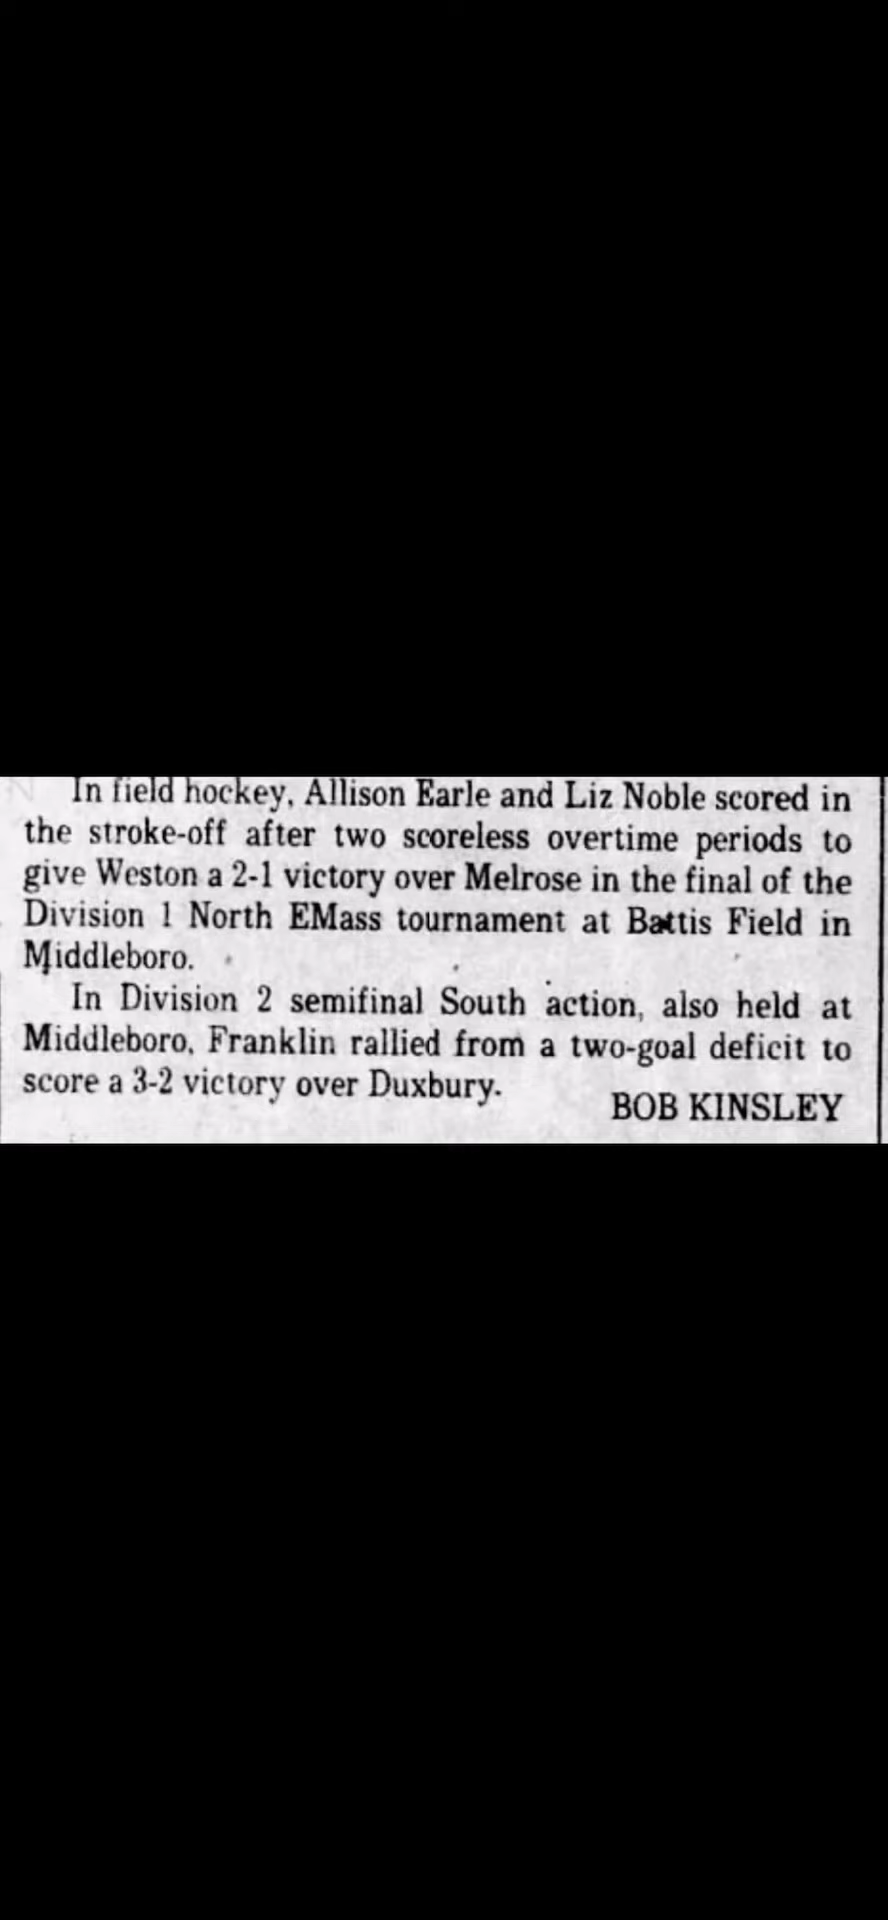 In field hockey, Allison Earle and Liz Noble scored in
the stroke-off after two scoreless overtime periods to
give Weston a 2-1 victory over Melrose in the final of the
Division 1 North EMass tournament at Battis Field in
Middleboro.
In Division 2 semifinal South action, also held at
Middleboro, Franklin rallied from a two-goal deficit to
score a 3-2 victory over Duxbury.
BOB KINSLEY